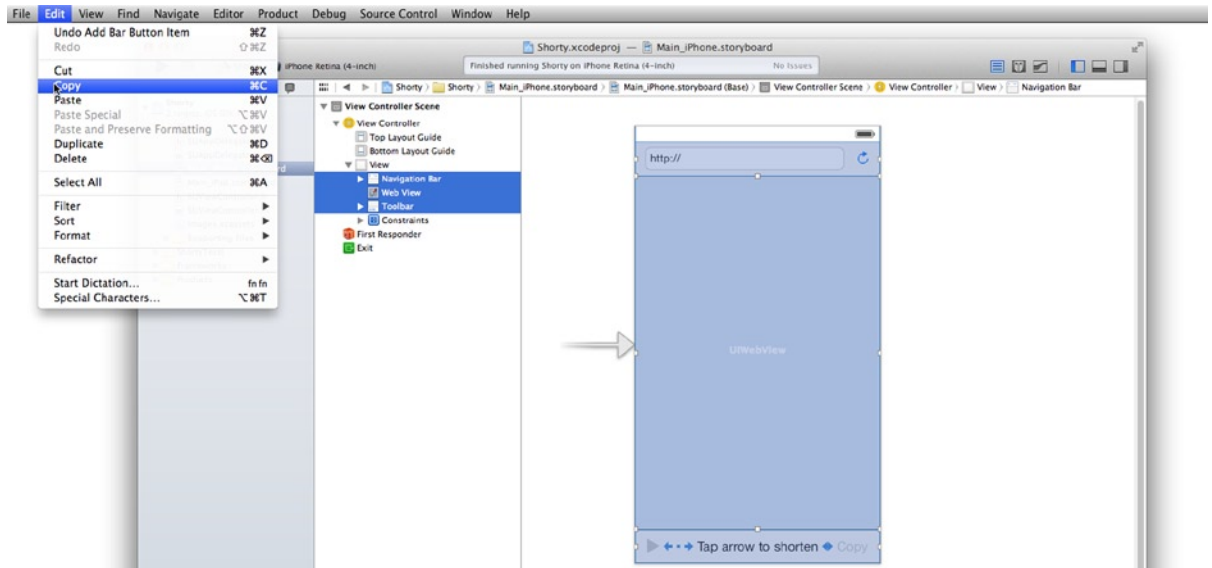 File Edit View Find Navigate Editor Product Debug Source Control Window Help
Undo Add Bar Button Item ⌘Z
Redo ⇧⌘Z
Cut ⌘X
Copy ⌘C
Paste ⌘V
Paste Special ⌥⌘V
Paste and Preserve Formatting ⌥⇧⌘V
Duplicate ⌘D
Delete ⌘⌫
Select All ⌘A
Filter
Sort
Format
Refactor
Start Dictation... fn fn
Special Characters... ⌥⌘T
Shorty.xcodeproj — Main_iPhone.storyboard
iPhone Retina (4-inch)
Finished running Shorty on iPhone Retina (4-inch) No Issues
Shorty Shorty Main_iPhone.storyboard Main_iPhone.storyboard (Base) View Controller Scene View Controller View Navigation Bar
View Controller Scene
View Controller
Top Layout Guide
Bottom Layout Guide
View
Navigation Bar
Web View
Toolbar
Constraints
First Responder
Exit
http://
UIWebView
Tap arrow to shorten Copy